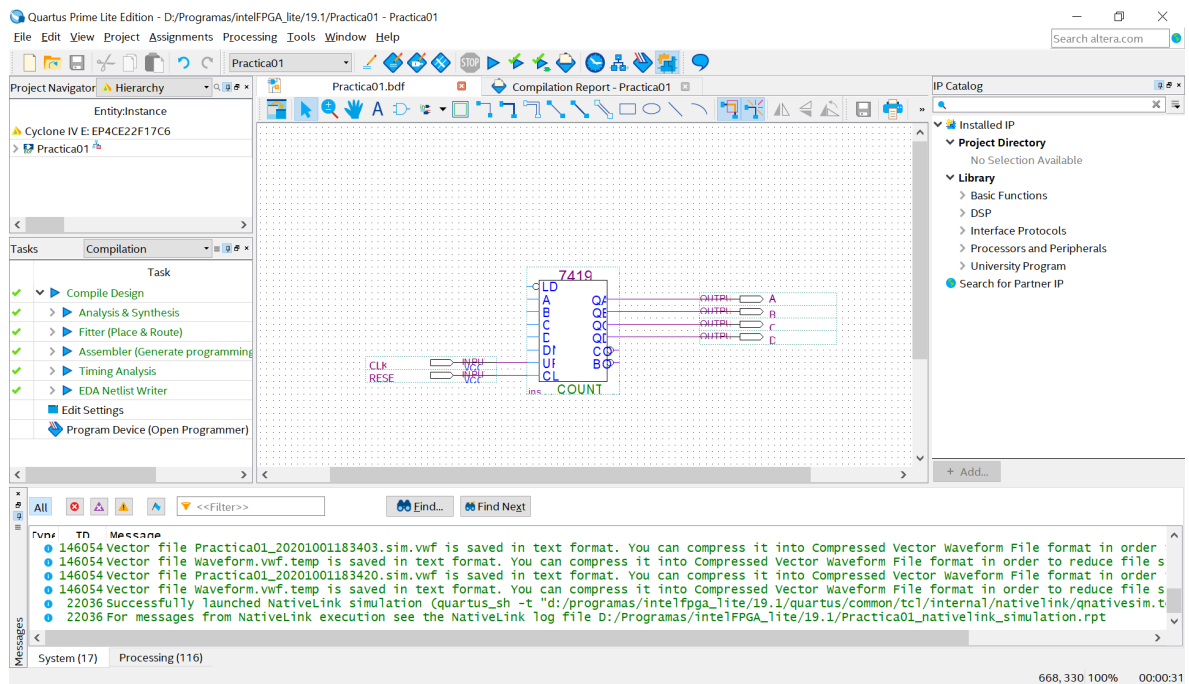 Quartus Prime Lite Edition - D:/Programas/intelFPGA_lite/19.1/Practica01 - Practica01
File Edit View Project Assignments Processing Tools Window Help
Search altera.com
Practica01
Project Navigator Hierarchy
Entity:Instance
Cyclone IV E: EP4CE22F17C6
Practica01
Tasks Compilation
Task
Compile Design
Analysis & Synthesis
Fitter (Place & Route)
Assembler (Generate programming
Timing Analysis
EDA Netlist Writer
Edit Settings
Program Device (Open Programmer)
Practica01.bdf
Compilation Report - Practica01
7419
LD
A
B
C
D
DN
UP
CL
QA
QB
QC
QD
CO
BO
ins
COUNT
CLK
RESE
INPU
VCC
INPU
VCC
OUTPU A
OUTPU B
OUTPU C
OUTPU D
IP Catalog
Installed IP
Project Directory
No Selection Available
Library
Basic Functions
DSP
Interface Protocols
Processors and Peripherals
University Program
Search for Partner IP
+ Add...
All <<Filter>> Find... Find Next
Type ID Message
146054 Vector file Practica01_20201001183403.sim.vwf is saved in text format. You can compress it into Compressed Vector Waveform File format in order
146054 Vector file Waveform.vwf.temp is saved in text format. You can compress it into Compressed Vector Waveform File format in order to reduce file s
146054 Vector file Practica01_20201001183420.sim.vwf is saved in text format. You can compress it into Compressed Vector Waveform File format in order
146054 Vector file Waveform.vwf.temp is saved in text format. You can compress it into Compressed Vector Waveform File format in order to reduce file s
22036 Successfully launched NativeLink simulation (quartus_sh -t "d:/programas/intelfpga_lite/19.1/quartus/common/tcl/internal/nativelink/qnativesim.t
22036 For messages from NativeLink execution see the NativeLink log file D:/Programas/intelFPGA_lite/19.1/Practica01_nativelink_simulation.rpt
Messages
System (17) Processing (116)
668, 330 100% 00:00:31